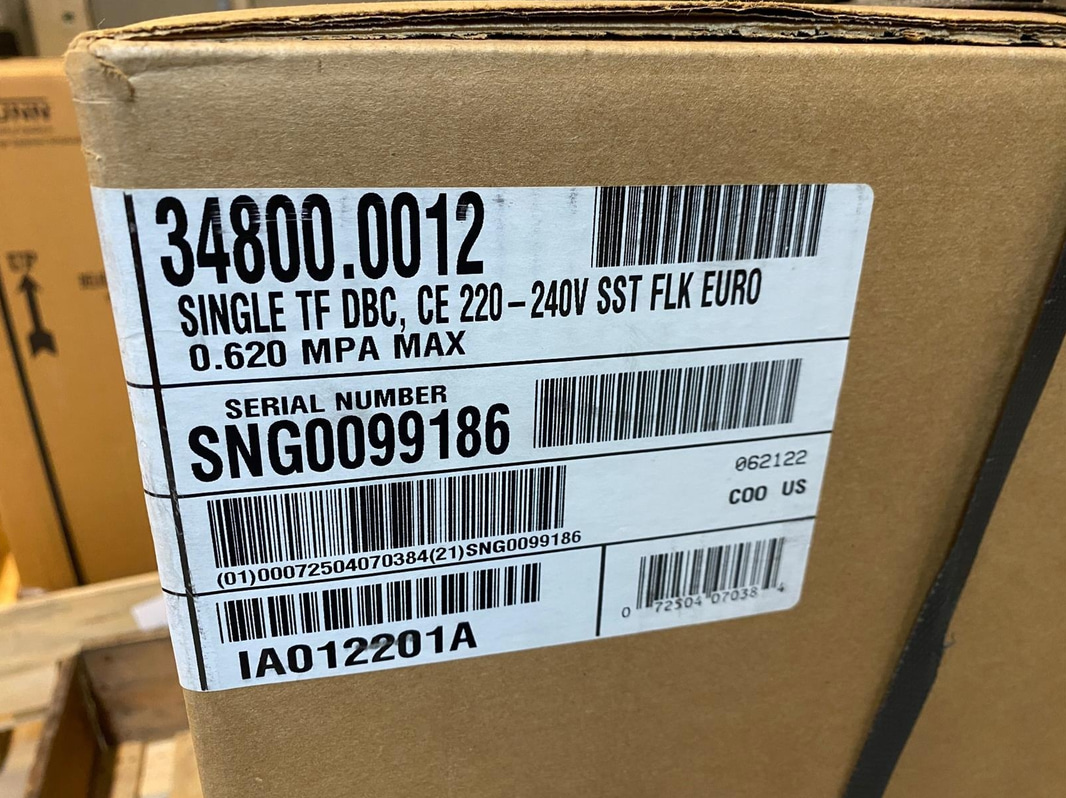 34800.0012
SINGLE TF DBC, CE 220-240V SST FLK EURO
0.620 MPA MAX
SERIAL NUMBER
SNG0099186
062122
COO US
(01)00072504070384(21)SNG0099186
IA012201A
0 72504 07038 4
UP